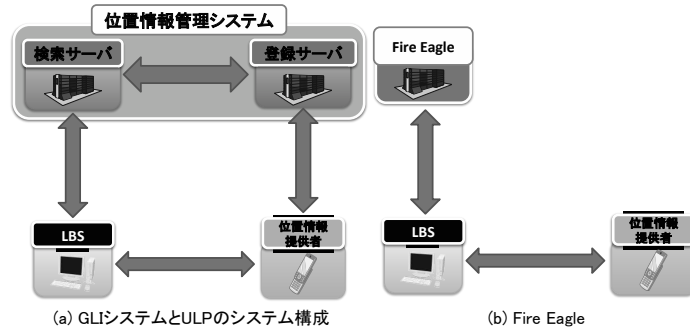 位置情報管理システム
検索サーバ
登録サーバ
LBS
位置情報
提供者
(a) GLIシステムとULPのシステム構成
Fire Eagle
LBS
位置情報
提供者
(b) Fire Eagle